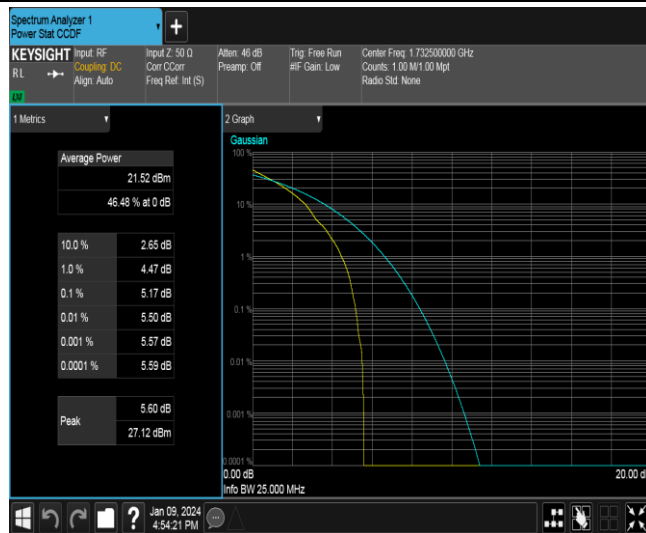 Spectrum Analyzer 1
Power Stat CCDF
+
KEYSIGHT
RL
Input: RF
Coupling: DC
Align: Auto
Input Z: 50 Ω
Corr CCorr
Freq Ref: Int (S)
Atten: 46 dB
Preamp: Off
Trig: Free Run
#IF Gain: Low
Center Freq: 1.732500000 GHz
Counts: 1.00 M/1.00 Mpt
Radio Std: None
1 Metrics
Average Power
21.52 dBm
46.48 % at 0 dB
10.0 % 2.65 dB
1.0 % 4.47 dB
0.1 % 5.17 dB
0.01 % 5.50 dB
0.001 % 5.57 dB
0.0001 % 5.59 dB
Peak
5.60 dB
27.12 dBm
2 Graph
Gaussian
100 %
10 %
1 %
0.1 %
0.01 %
0.001 %
0.0001 %
0.00 dB
20.00 d
Info BW 25.000 MHz
?
Jan 09, 2024
4:54:21 PM